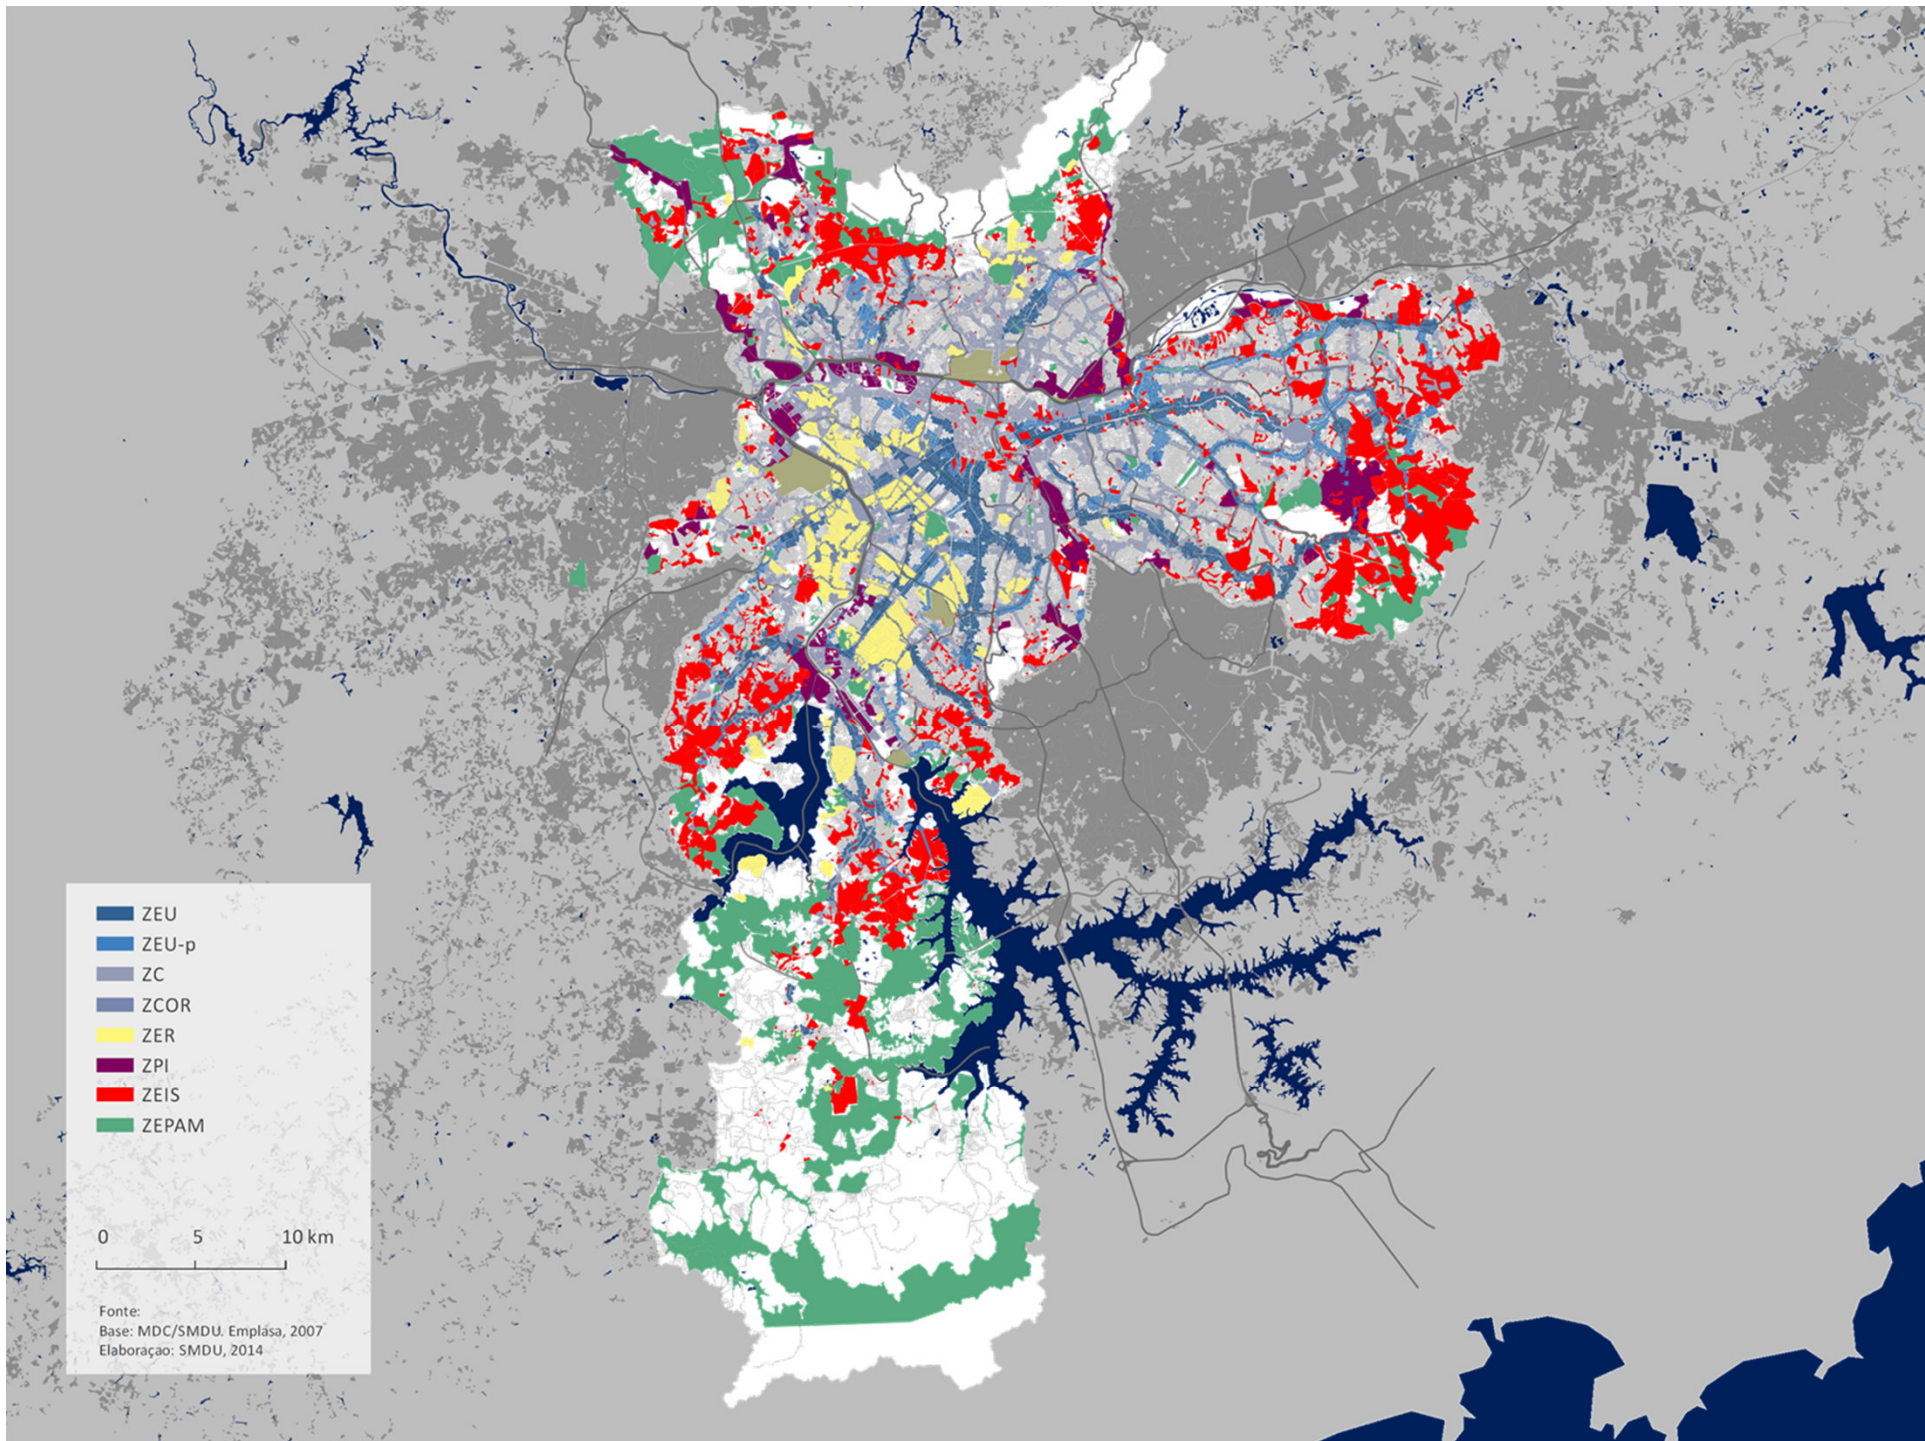 ZEU
ZEU-p
ZC
ZCOR
ZER
ZPI
ZEIS
ZEPAM
0 5 10 km
Fonte:
Base: MDC/SMDU. Emplasa, 2007
Elaboraçao: SMDU, 2014